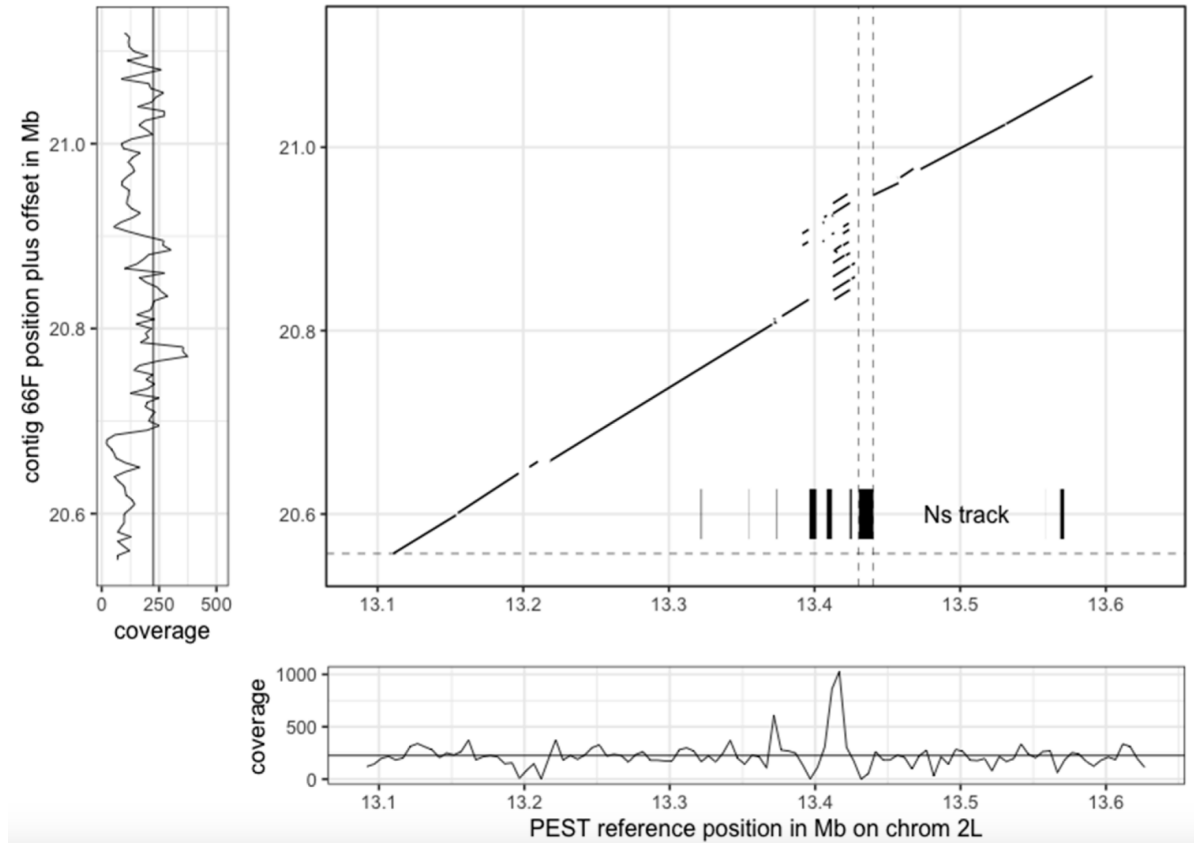 contig 66F position plus offset in Mb
21.0
20.8
20.6
0 250 500
coverage
21.0
20.8
20.6
Ns track
13.1 13.2 13.3 13.4 13.5 13.6
coverage
1000
500
0
13.1 13.2 13.3 13.4 13.5 13.6
PEST reference position in Mb on chrom 2L